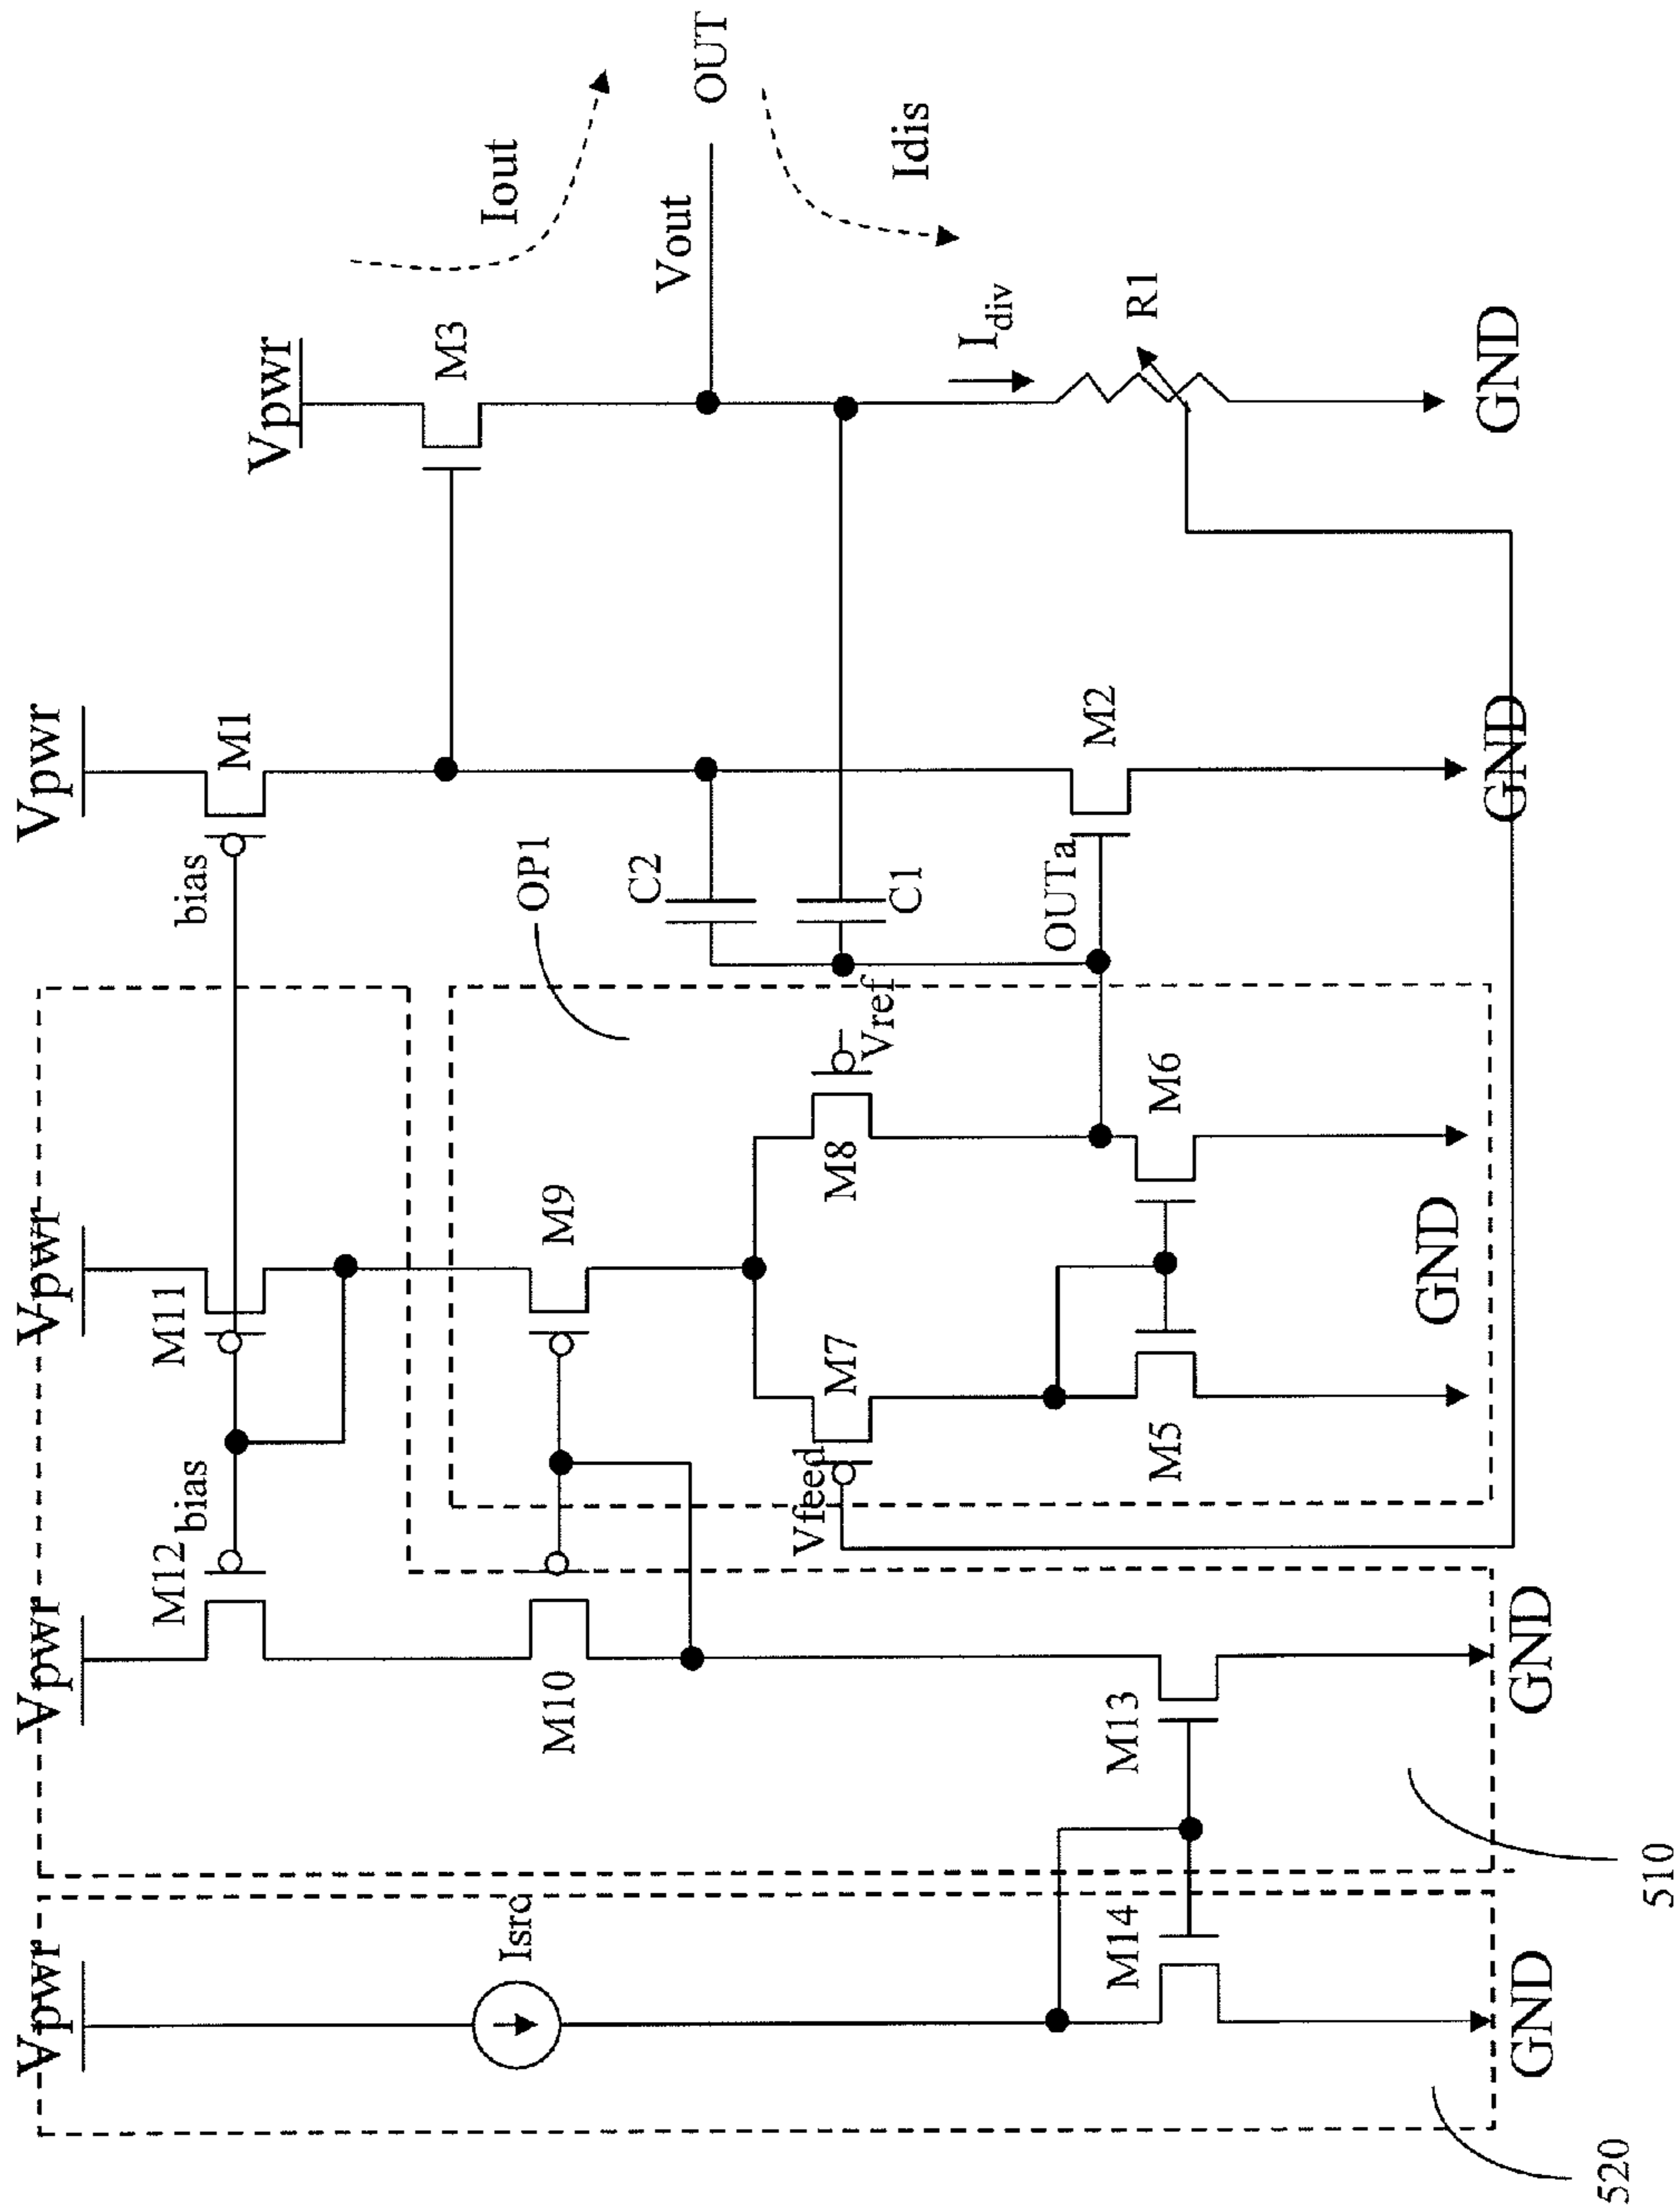 Vpwr
Vpwr
Vpwr
Vpwr
Vpwr
M12
bias
M11
bias
M1
M3
Iout
OUT
Vout
Idis
Isrc
M10
M9
OP1
C2
C1
I div
R1
Vfeed
M7
M8
Vref
OUTa
M2
M14
M13
M5
M6
GND
GND
GND
GND
GND
520
510